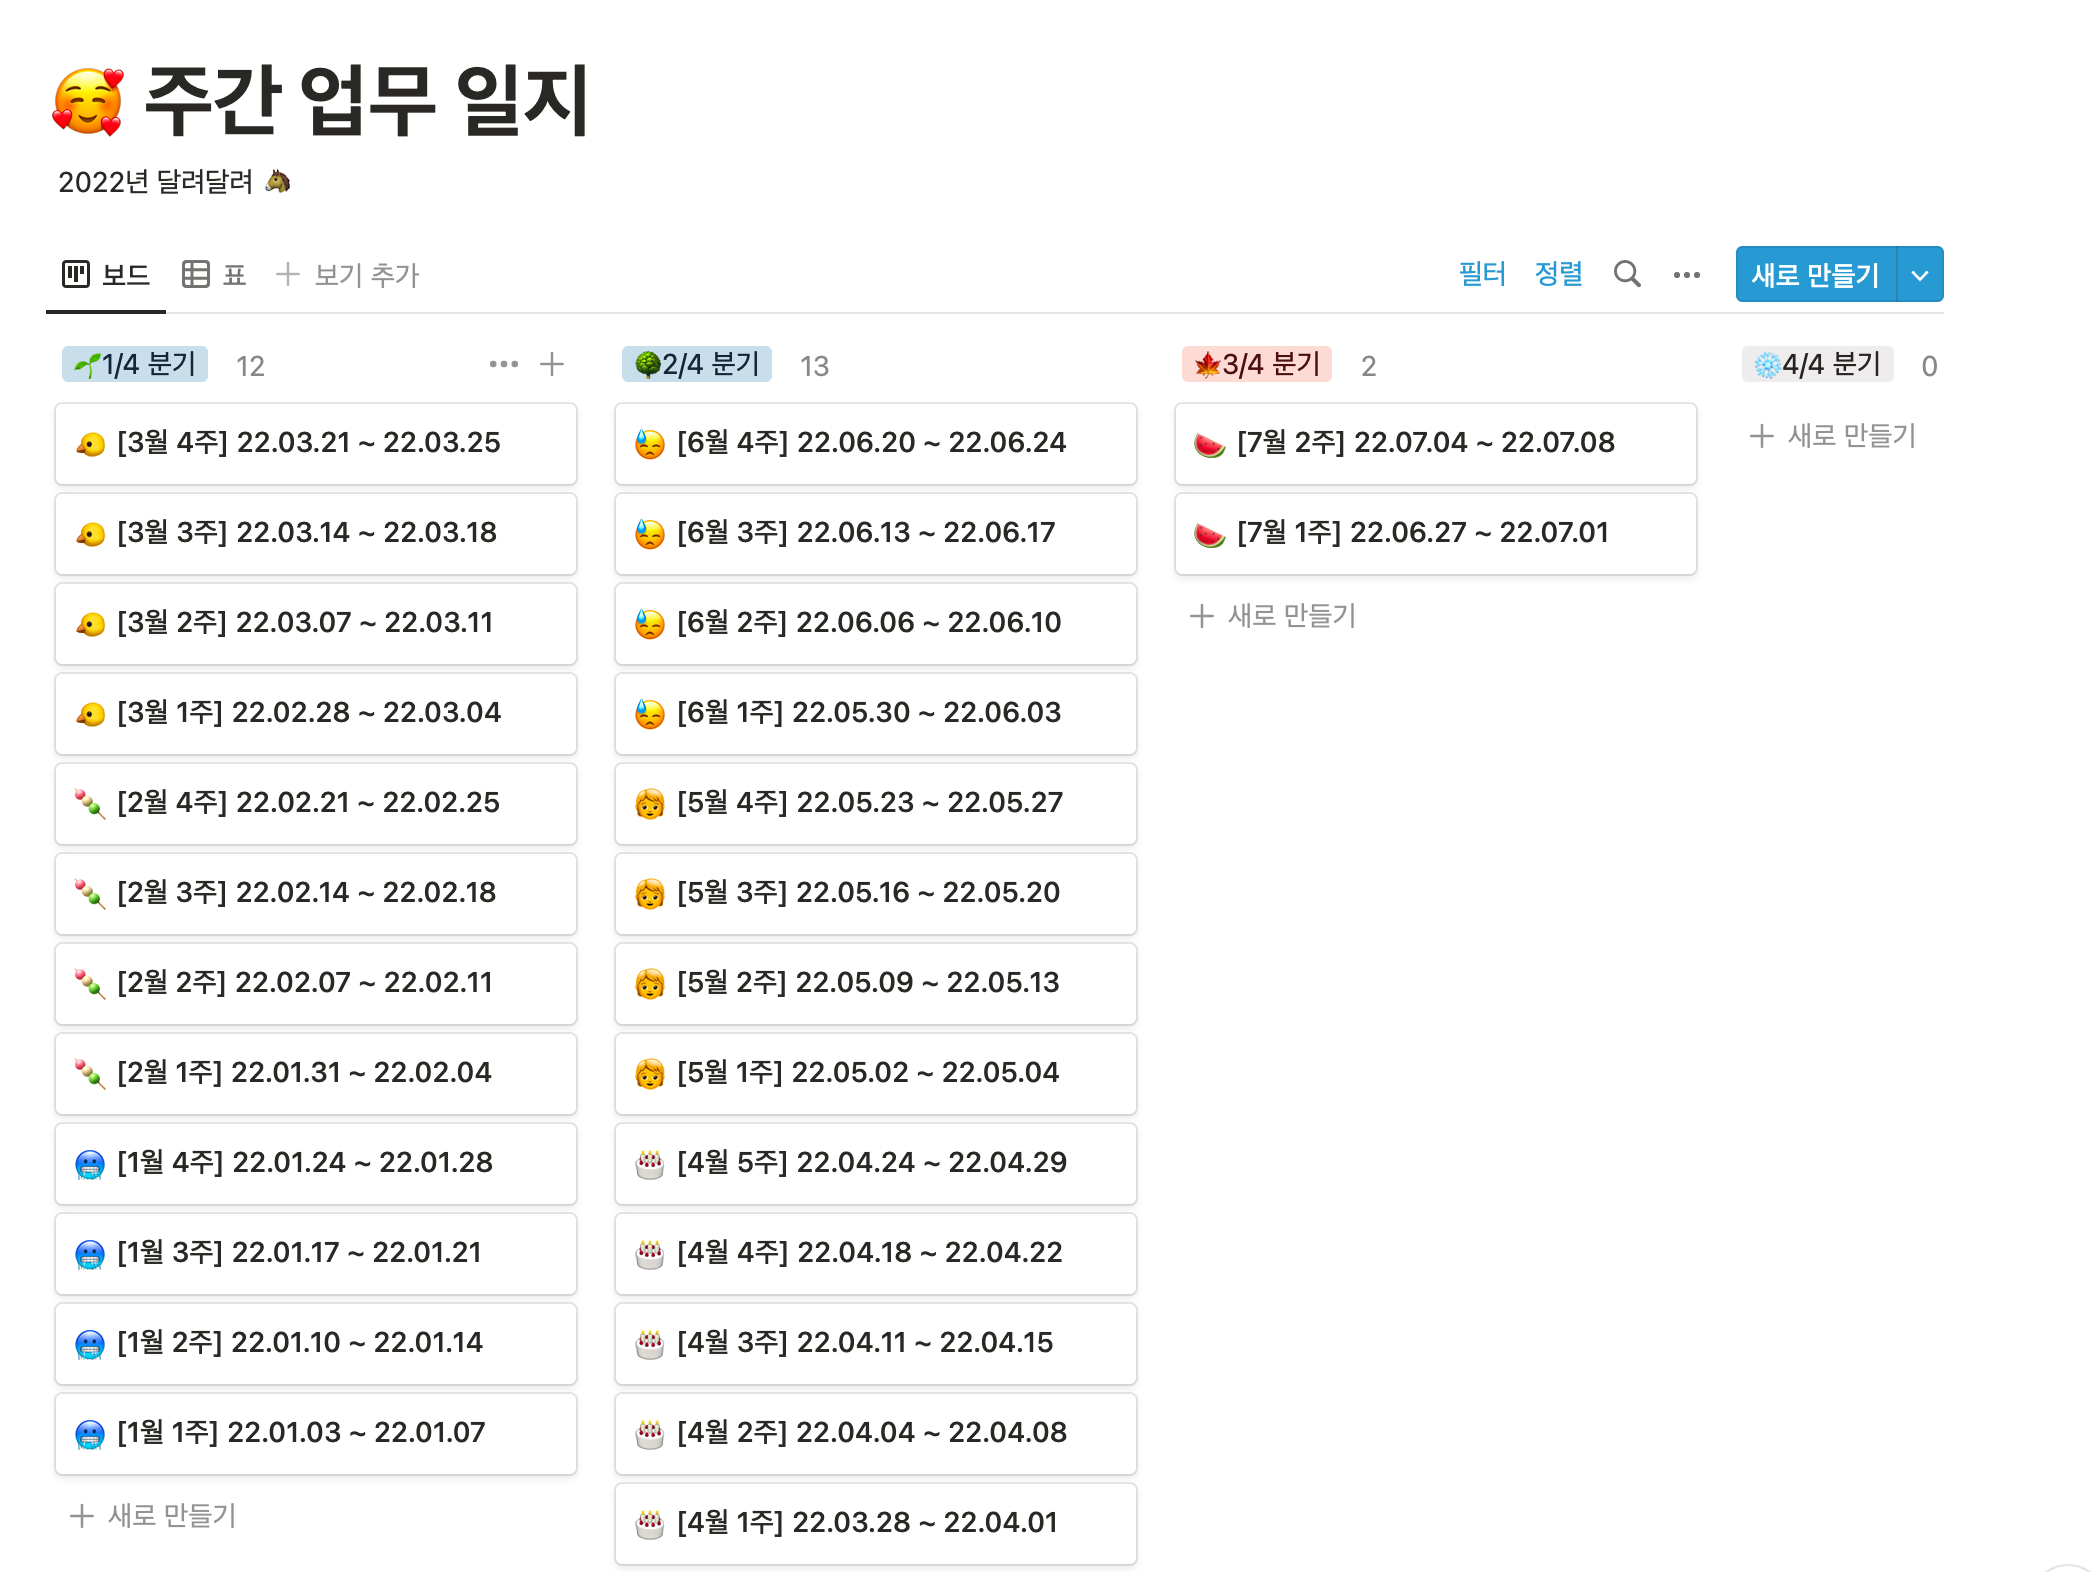 🥰 주간 업무 일지
2022년 달려달려 🐴
보드 표 + 보기 추가 필터 정렬 새로 만들기
🌱1/4 분기 12
[3월 4주] 22.03.21 ~ 22.03.25
[3월 3주] 22.03.14 ~ 22.03.18
[3월 2주] 22.03.07 ~ 22.03.11
[3월 1주] 22.02.28 ~ 22.03.04
[2월 4주] 22.02.21 ~ 22.02.25
[2월 3주] 22.02.14 ~ 22.02.18
[2월 2주] 22.02.07 ~ 22.02.11
[2월 1주] 22.01.31 ~ 22.02.04
[1월 4주] 22.01.24 ~ 22.01.28
[1월 3주] 22.01.17 ~ 22.01.21
[1월 2주] 22.01.10 ~ 22.01.14
[1월 1주] 22.01.03 ~ 22.01.07
+ 새로 만들기
🌳2/4 분기 13
[6월 4주] 22.06.20 ~ 22.06.24
[6월 3주] 22.06.13 ~ 22.06.17
[6월 2주] 22.06.06 ~ 22.06.10
[6월 1주] 22.05.30 ~ 22.06.03
[5월 4주] 22.05.23 ~ 22.05.27
[5월 3주] 22.05.16 ~ 22.05.20
[5월 2주] 22.05.09 ~ 22.05.13
[5월 1주] 22.05.02 ~ 22.05.04
[4월 5주] 22.04.24 ~ 22.04.29
[4월 4주] 22.04.18 ~ 22.04.22
[4월 3주] 22.04.11 ~ 22.04.15
[4월 2주] 22.04.04 ~ 22.04.08
[4월 1주] 22.03.28 ~ 22.04.01
🍁3/4 분기 2
[7월 2주] 22.07.04 ~ 22.07.08
[7월 1주] 22.06.27 ~ 22.07.01
+ 새로 만들기
❄️4/4 분기 0
+ 새로 만들기